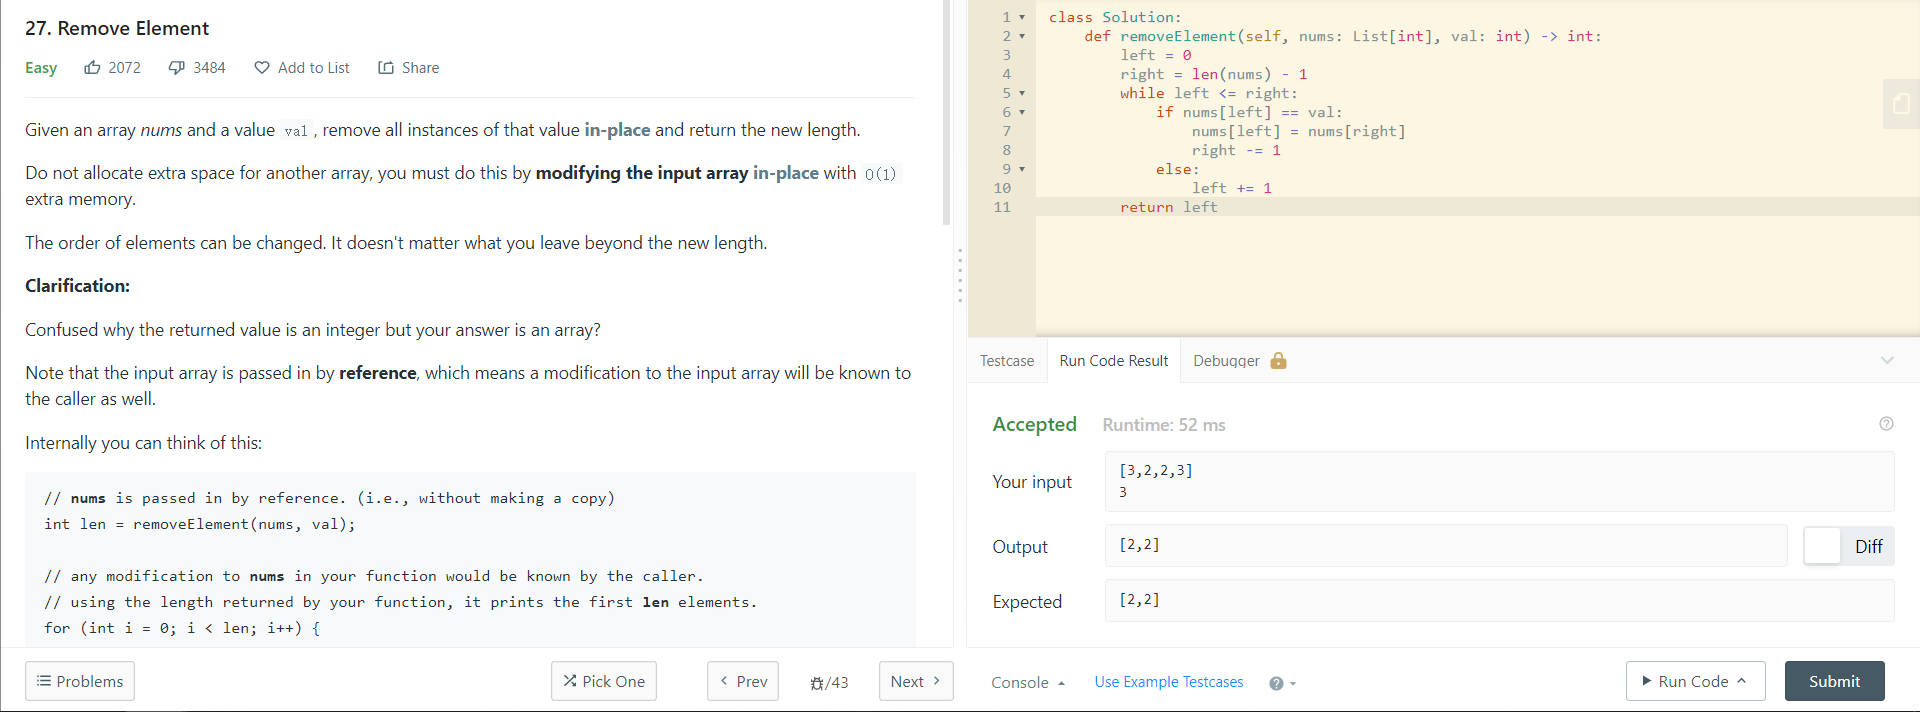 27. Remove Element
Easy 2072 3484 Add to List Share
Given an array nums and a value val , remove all instances of that value in-place and return the new length.
Do not allocate extra space for another array, you must do this by modifying the input array in-place with O(1)
extra memory.
The order of elements can be changed. It doesn't matter what you leave beyond the new length.
Clarification:
Confused why the returned value is an integer but your answer is an array?
Note that the input array is passed in by reference, which means a modification to the input array will be known to
the caller as well.
Internally you can think of this:
// nums is passed in by reference. (i.e., without making a copy)
int len = removeElement(nums, val);
// any modification to nums in your function would be known by the caller.
// using the length returned by your function, it prints the first len elements.
for (int i = 0; i < len; i++) {
Problems
Pick One
Prev
/43
Next
1 class Solution:
2 def removeElement(self, nums: List[int], val: int) -> int:
3 left = 0
4 right = len(nums) - 1
5 while left <= right:
6 if nums[left] == val:
7 nums[left] = nums[right]
8 right -= 1
9 else:
10 left += 1
11 return left
Testcase Run Code Result Debugger
Accepted Runtime: 52 ms
Your input
[3,2,2,3]
3
Output
[2,2]
Diff
Expected
[2,2]
Console Use Example Testcases
Run Code
Submit